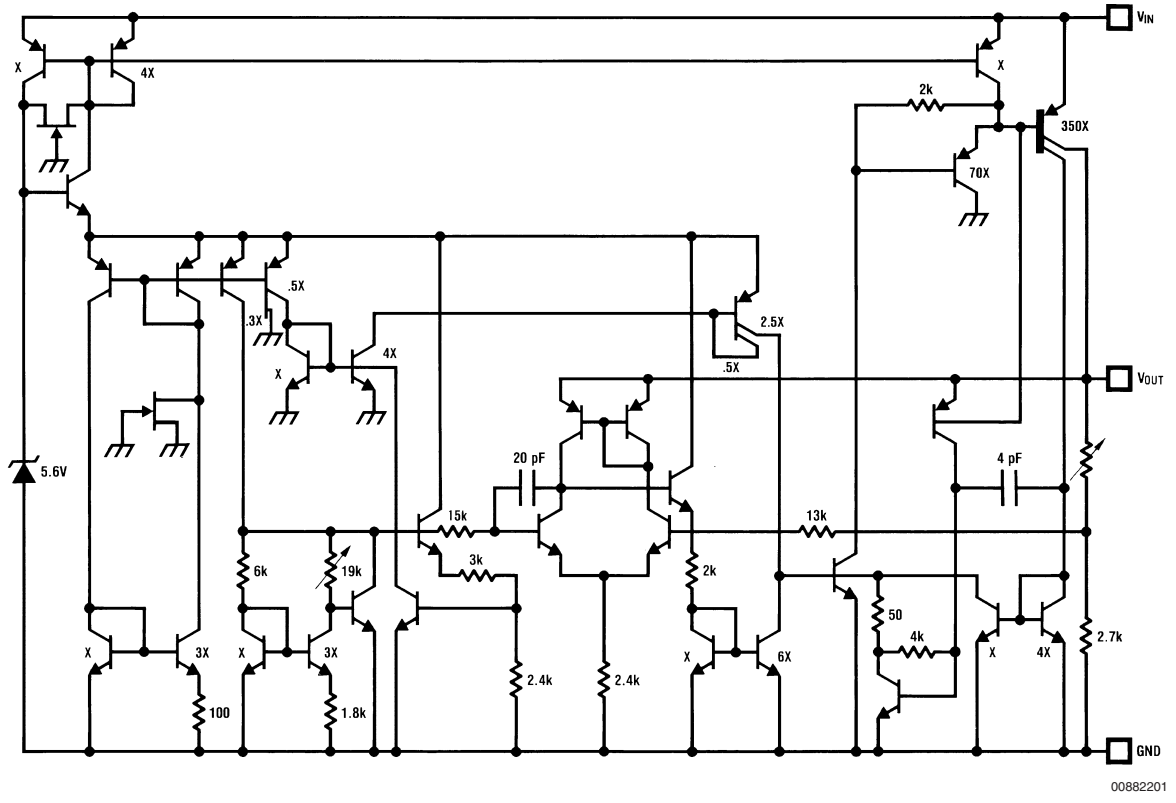 VIN
X
4X
X
2k
350X
70X
.5X
.3X
2.5X
4X
X
.5X
VOUT
5.6V
20 pF
4 pF
15k
13k
3k
6k
19k
2k
50
4k
X
3X
X
3X
X
6X
X
4X
2.7k
100
1.8k
2.4k
2.4k
GND
00882201